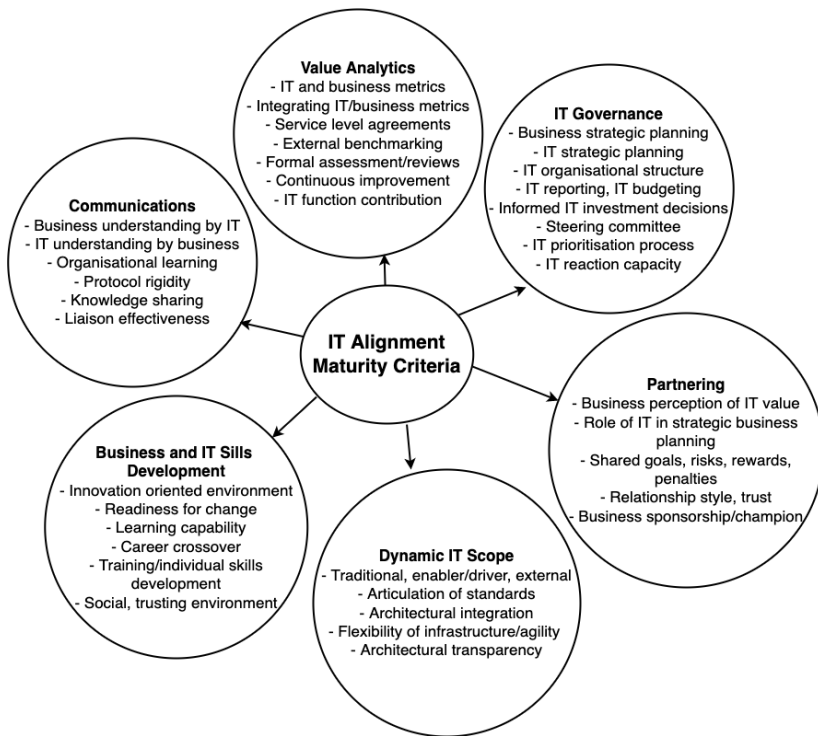 Value Analytics
- IT and business metrics
- Integrating IT/business metrics
- Service level agreements
- External benchmarking
- Formal assessment/reviews
- Continuous improvement
- IT function contribution
IT Governance
- Business strategic planning
- IT strategic planning
- IT organisational structure
- IT reporting, IT budgeting
- Informed IT investment decisions
- Steering committee
- IT prioritisation process
- IT reaction capacity
Communications
- Business understanding by IT
- IT understanding by business
- Organisational learning
- Protocol rigidity
- Knowledge sharing
- Liaison effectiveness
IT Alignment
Maturity Criteria
Partnering
- Business perception of IT value
- Role of IT in strategic business
planning
- Shared goals, risks, rewards,
penalties
- Relationship style, trust
- Business sponsorship/champion
Business and IT Sills
Development
- Innovation oriented environment
- Readiness for change
- Learning capability
- Career crossover
- Training/individual skills
development
- Social, trusting environment
Dynamic IT Scope
- Traditional, enabler/driver, external
- Articulation of standards
- Architectural integration
- Flexibility of infrastructure/agility
- Architectural transparency